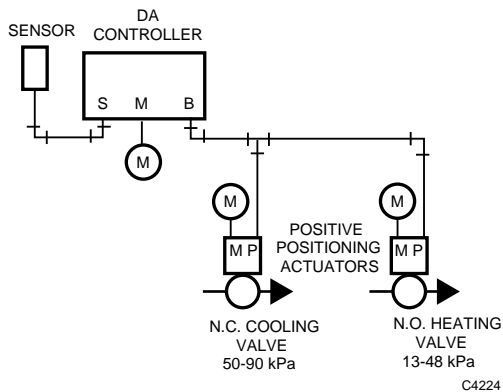 SENSOR
DA
CONTROLLER
S M B
M
M
M
M P
POSITIVE
POSITIONING
ACTUATORS
M P
N.C. COOLING
VALVE
50-90 kPa
N.O. HEATING
VALVE
13-48 kPa
C4224